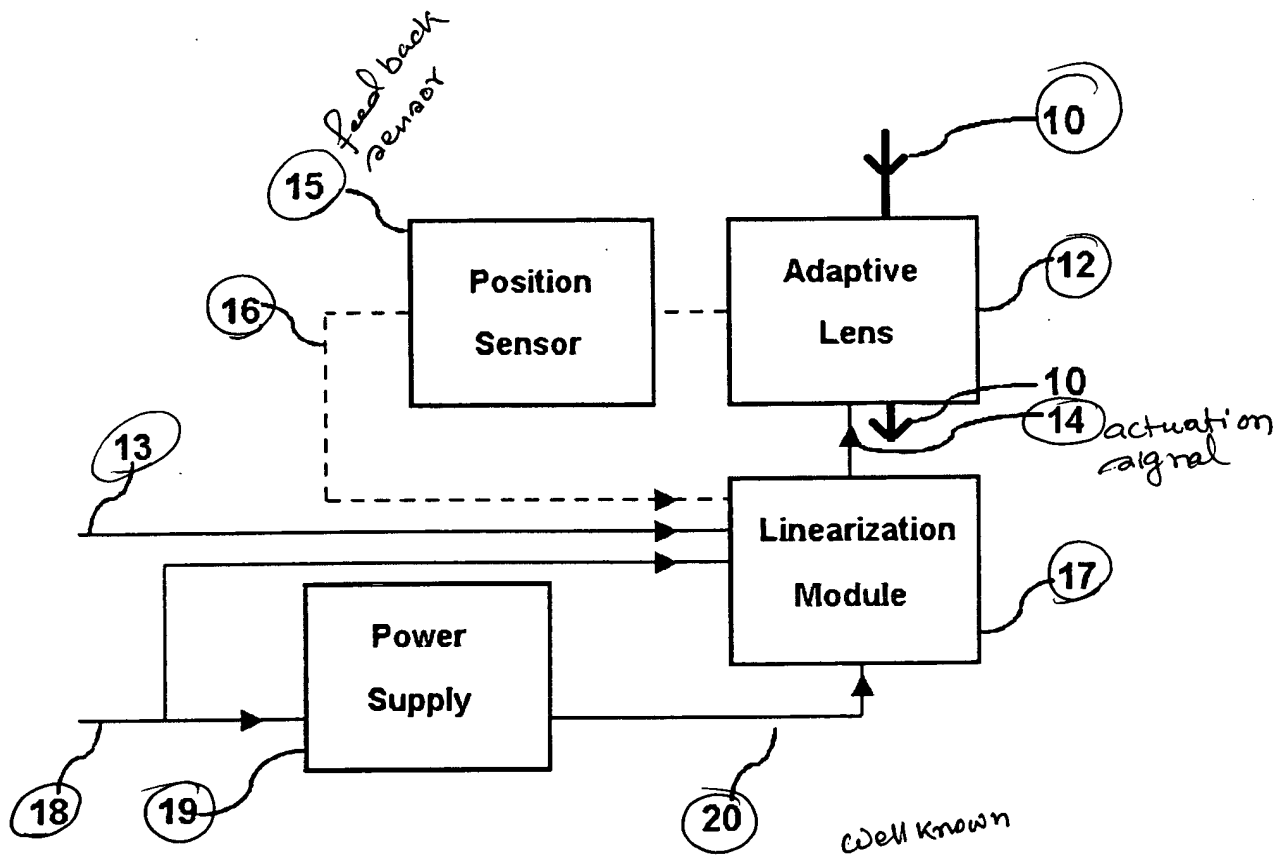 feed back
sensor
10
15
Position
Sensor
Adaptive
Lens
12
16
10
14 actuation
signal
13
Linearization
Module
17
Power
Supply
18
19
20
well known